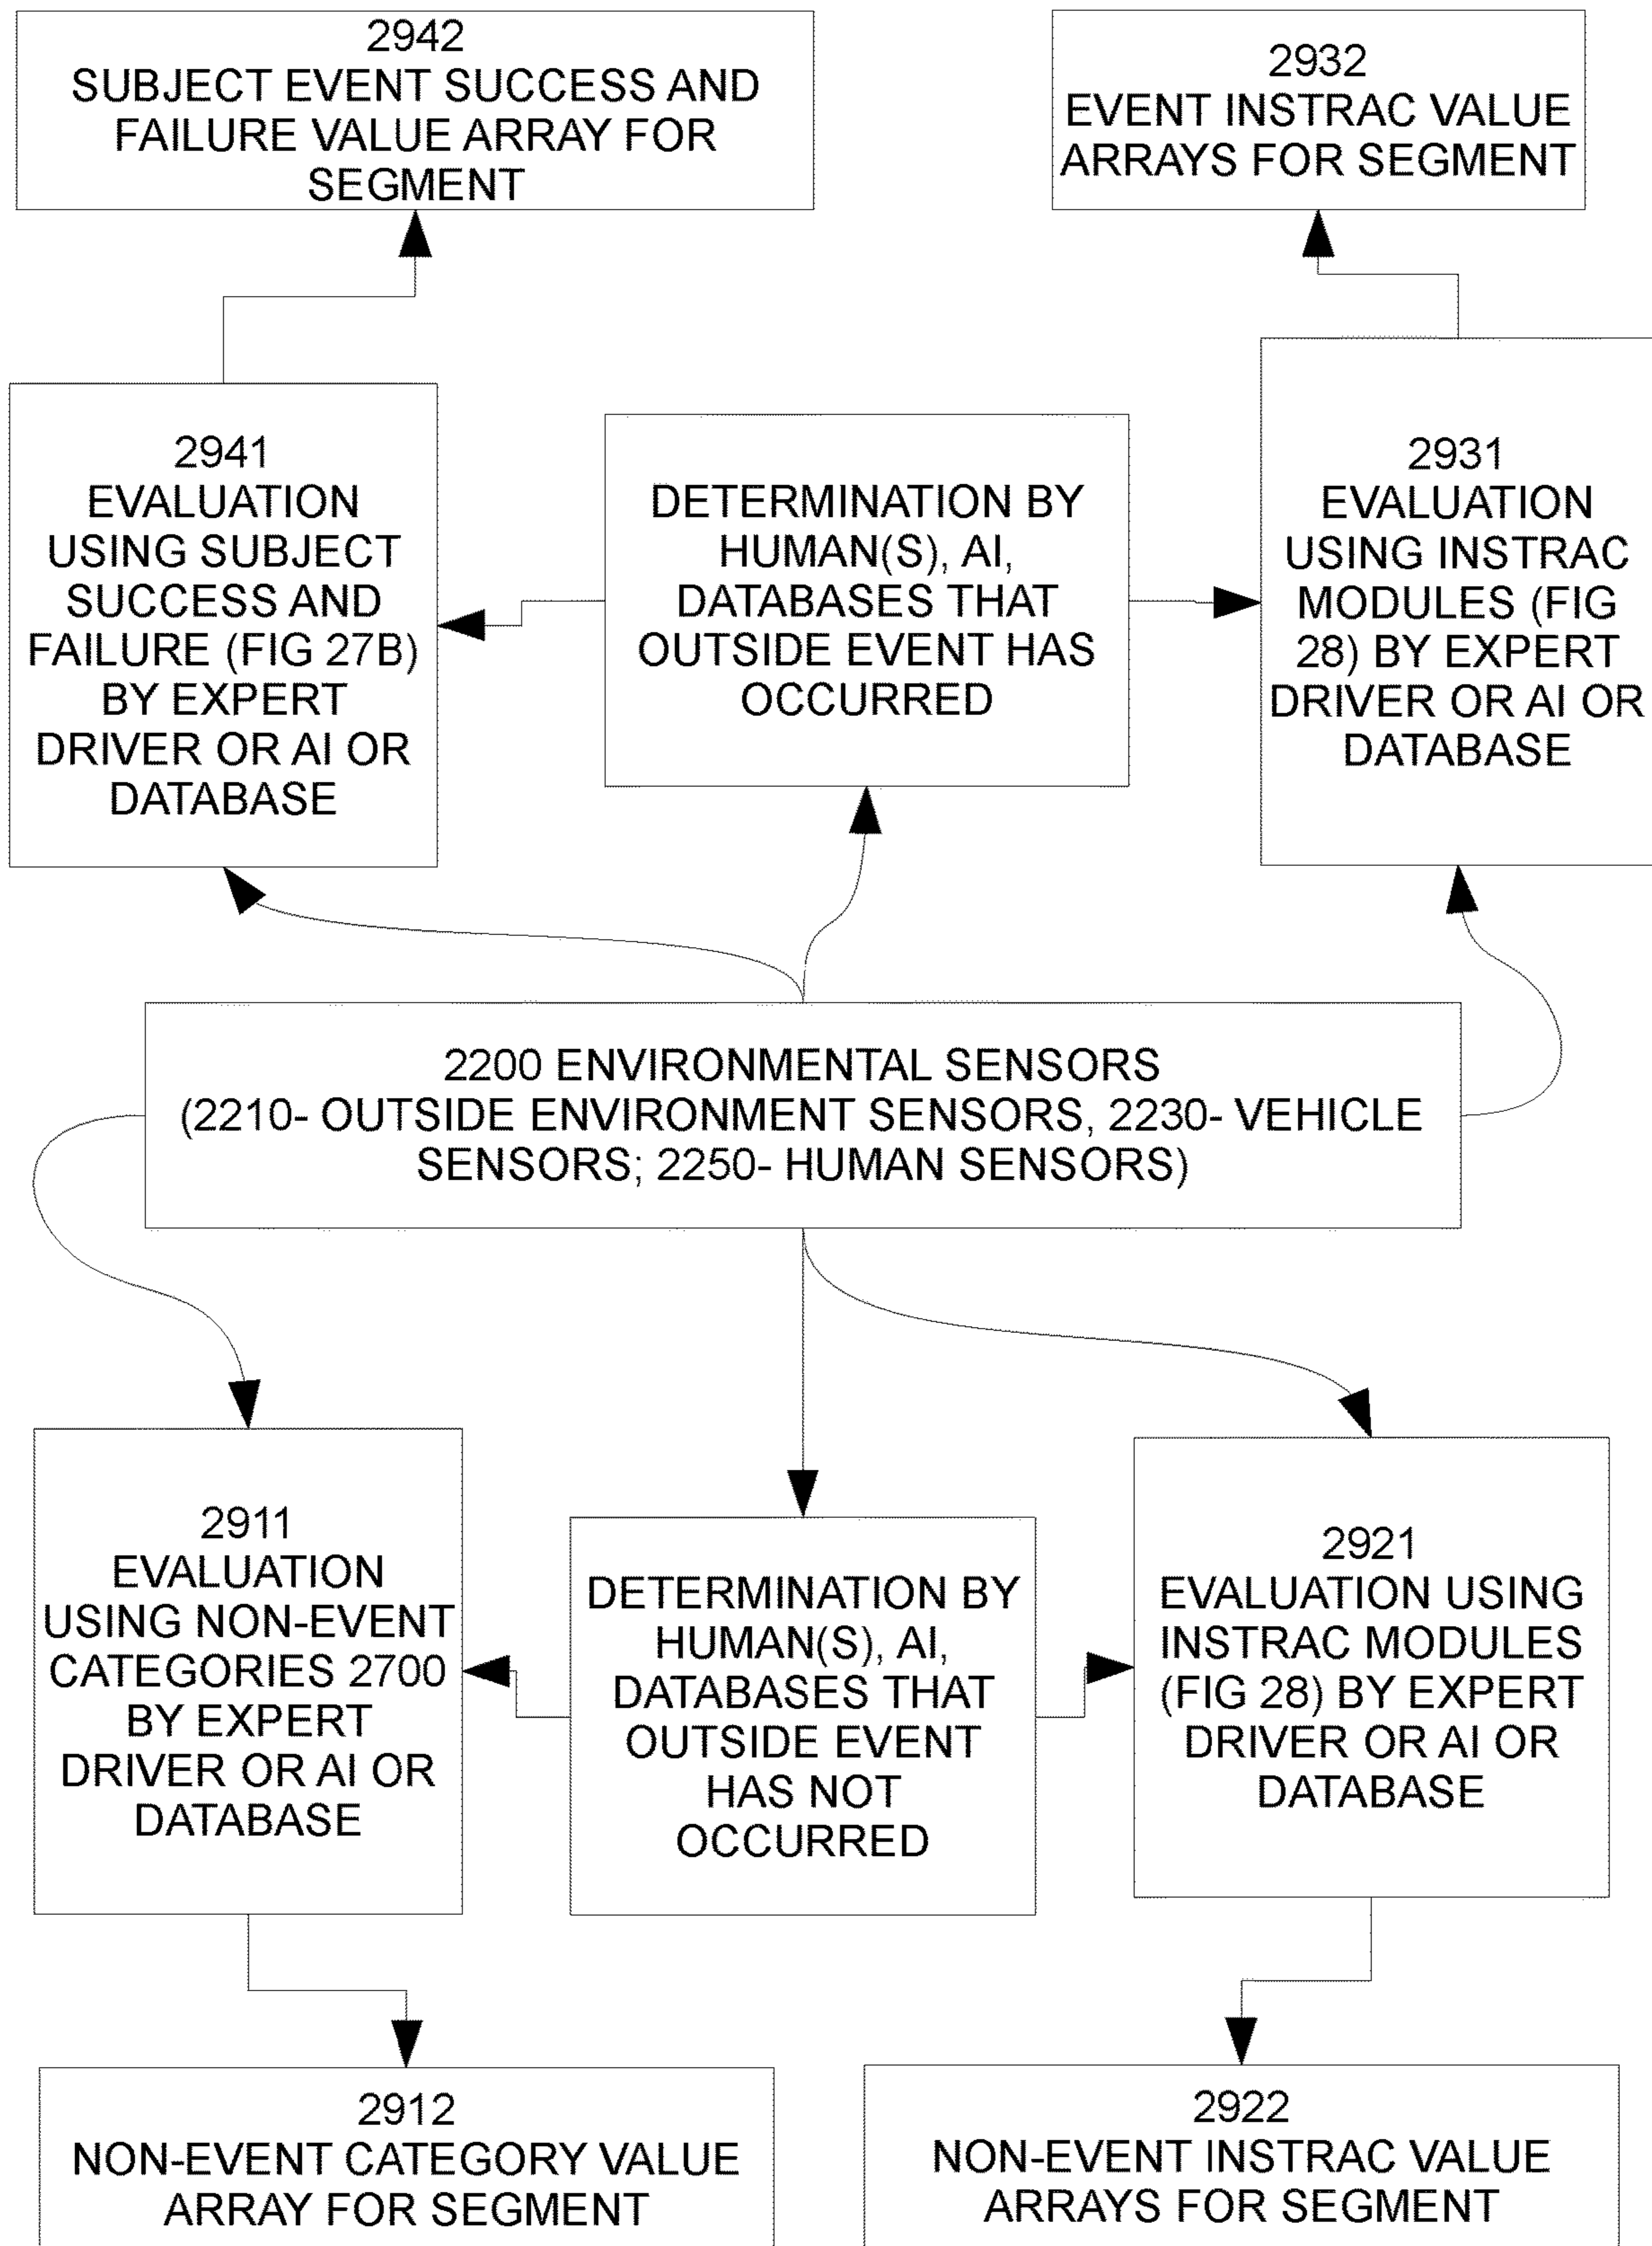 2942
SUBJECT EVENT SUCCESS AND
FAILURE VALUE ARRAY FOR
SEGMENT
2932
EVENT INSTRAC VALUE
ARRAYS FOR SEGMENT
2941
EVALUATION
USING SUBJECT
SUCCESS AND
FAILURE (FIG 27B)
BY EXPERT
DRIVER OR AI OR
DATABASE
DETERMINATION BY
HUMAN(S), AI,
DATABASES THAT
OUTSIDE EVENT HAS
OCCURRED
2931
EVALUATION
USING INSTRAC
MODULES (FIG
28) BY EXPERT
DRIVER OR AI OR
DATABASE
2200 ENVIRONMENTAL SENSORS
(2210- OUTSIDE ENVIRONMENT SENSORS, 2230- VEHICLE
SENSORS; 2250- HUMAN SENSORS)
2911
EVALUATION
USING NON-EVENT
CATEGORIES 2700
BY EXPERT
DRIVER OR AI OR
DATABASE
DETERMINATION BY
HUMAN(S), AI,
DATABASES THAT
OUTSIDE EVENT
HAS NOT
OCCURRED
2921
EVALUATION USING
INSTRAC MODULES
(FIG 28) BY EXPERT
DRIVER OR AI OR
DATABASE
2912
NON-EVENT CATEGORY VALUE
ARRAY FOR SEGMENT
2922
NON-EVENT INSTRAC VALUE
ARRAYS FOR SEGMENT